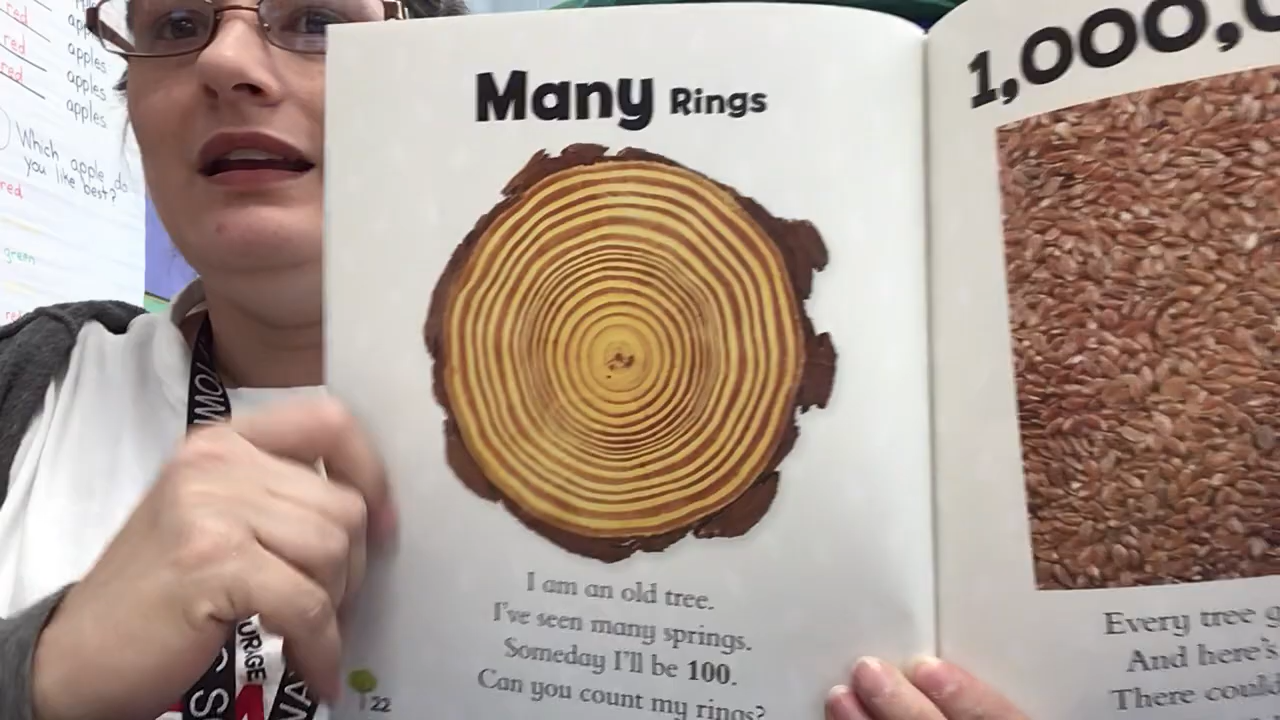 red
apples
red
apples.
red
apples.
apples.
Which apple do
you like best?
red
green
Many Rings
I am an old tree.
I've seen many springs.
Someday I'll be 100.
Can you count my rings?
22
1,000,0
Every tree g
And here's
There could
URAGE